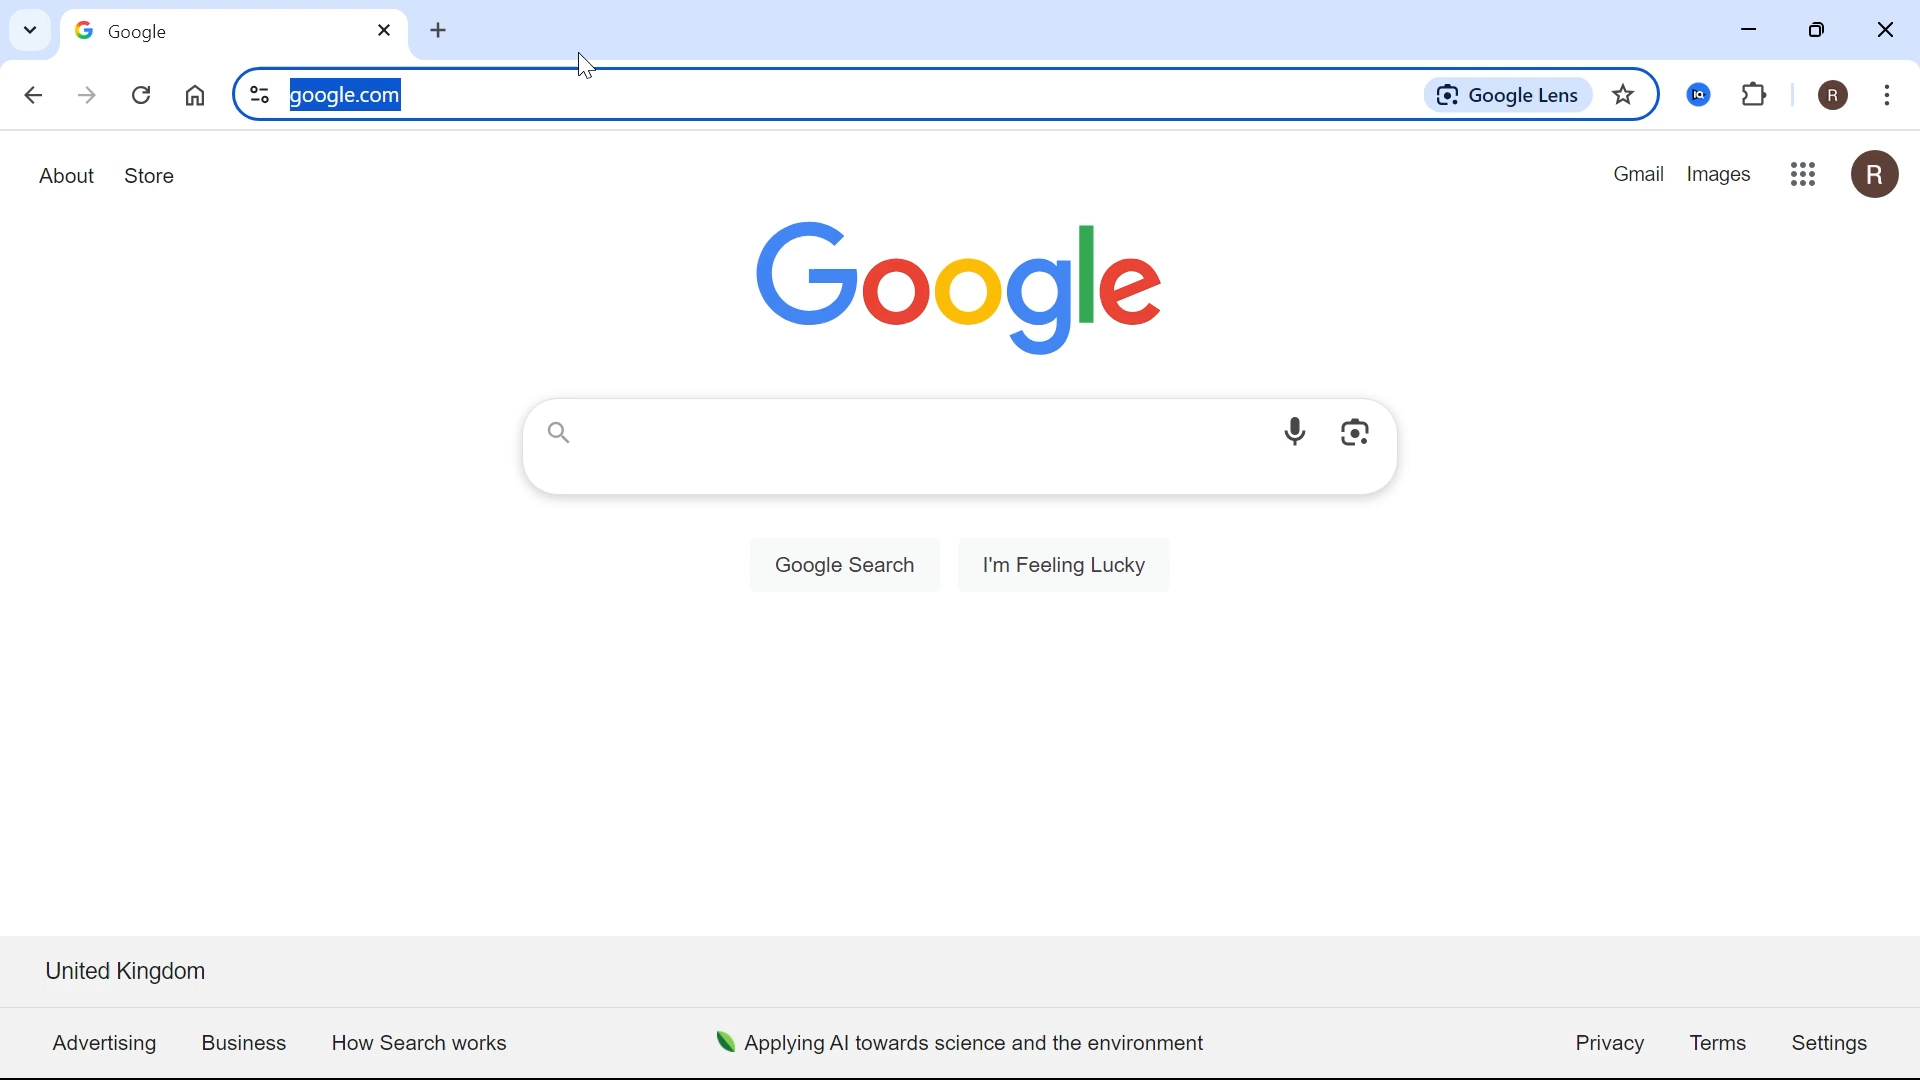 Google
google.com
Google Lens
R
About Store
Gmail Images
R
Google
Google Search I'm Feeling Lucky
United Kingdom
Advertising Business How Search works
Applying AI towards science and the environment
Privacy Terms Settings